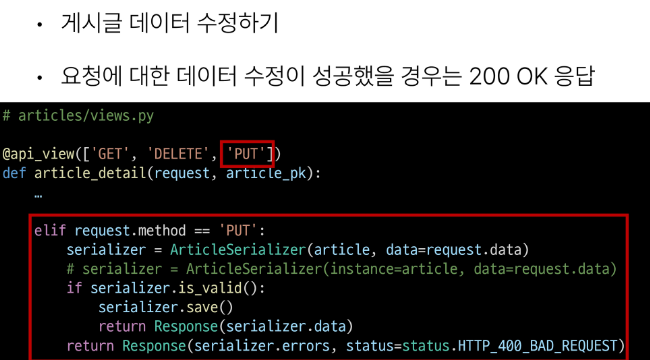 • 게시글 데이터 수정하기
• 요청에 대한 데이터 수정이 성공했을 경우는 200 OK 응답
# articles/views.py
@api_view(['GET', 'DELETE', 'PUT'])
def article_detail(request, article_pk):
    …
    elif request.method == 'PUT':
        serializer = ArticleSerializer(article, data=request.data)
        # serializer = ArticleSerializer(instance=article, data=request.data)
        if serializer.is_valid():
            serializer.save()
            return Response(serializer.data)
        return Response(serializer.errors, status=status.HTTP_400_BAD_REQUEST)